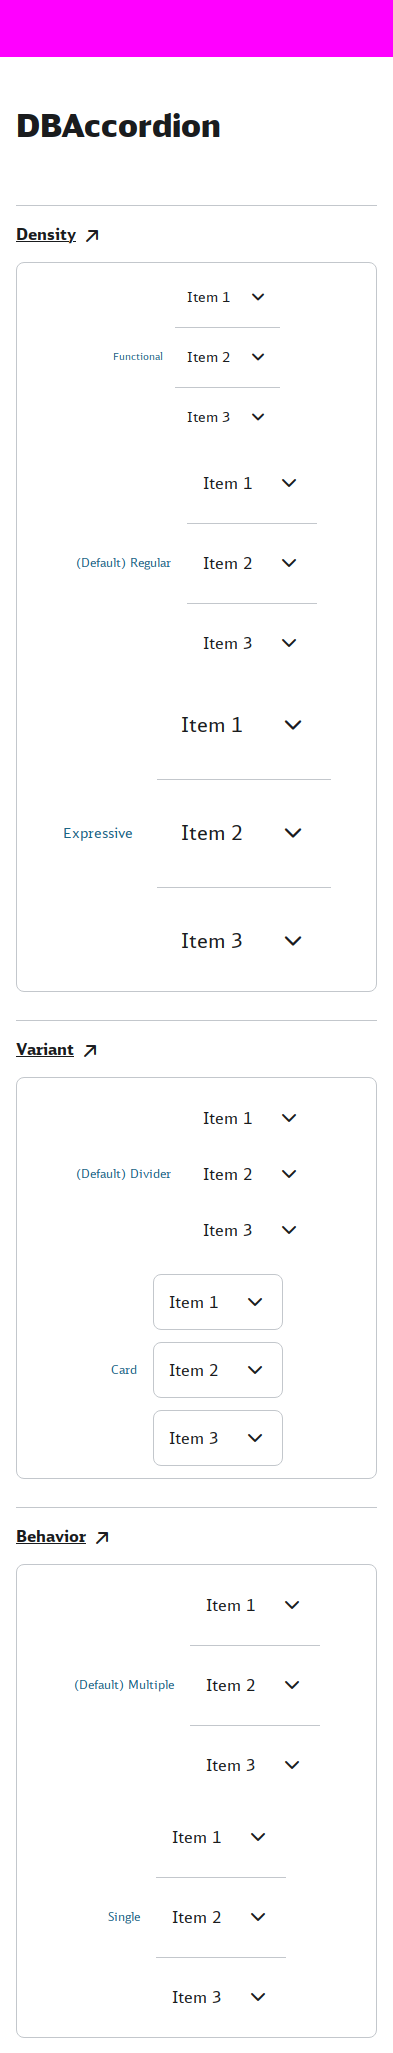 DBAccordion
Density
Item 1
Functional Item 2
Item 3
Item 1
(Default) Regular Item 2
Item 3
Item 1
Expressive Item 2
Item 3
Variant
Item 1
(Default) Divider Item 2
Item 3
Item 1
Card Item 2
Item 3
Behavior
Item 1
(Default) Multiple Item 2
Item 3
Item 1
Single Item 2
Item 3